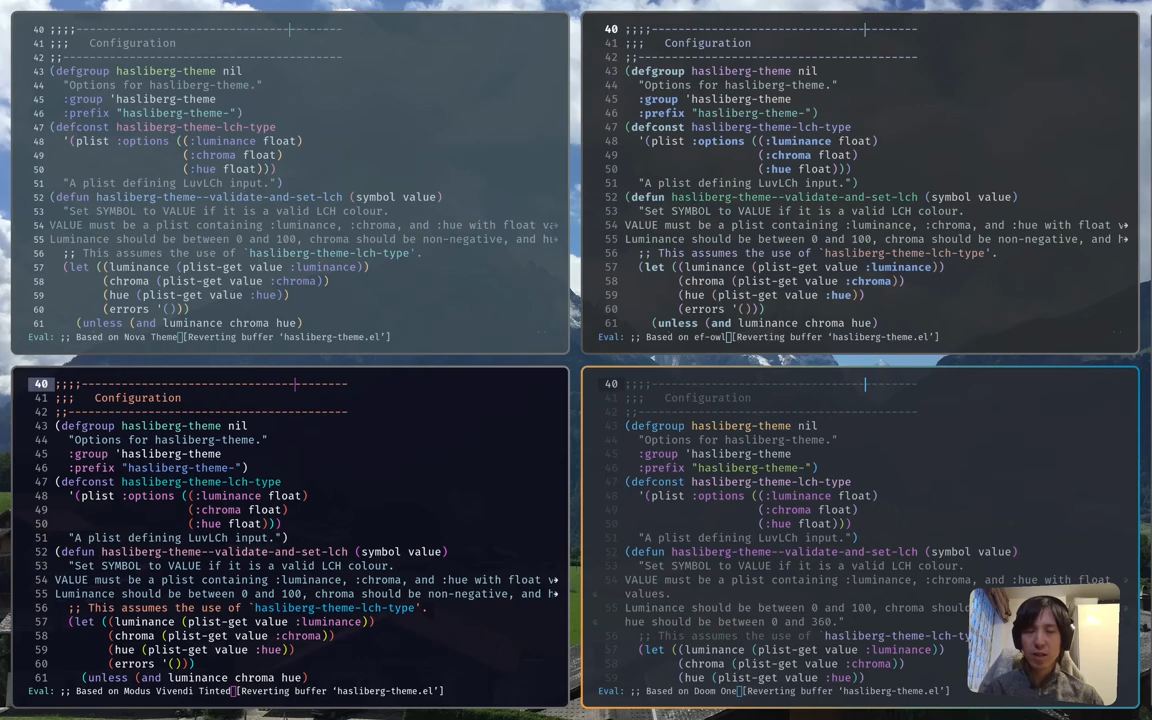 40 ;;;;--------------------------------------------------------
41 ;;;   Configuration
42 ;;--------------------------------------------------------
43 (defgroup hasliberg-theme nil
44   "Options for hasliberg-theme."
45   :group 'hasliberg-theme
46   :prefix "hasliberg-theme-")
47 (defconst hasliberg-theme-lch-type
48   '(plist :options ((:luminance float)
49                     (:chroma float)
50                     (:hue float)))
51   "A plist defining LuvLCh input.")
52 (defun hasliberg-theme--validate-and-set-lch (symbol value)
53   "Set SYMBOL to VALUE if it is a valid LCH colour.
54 VALUE must be a plist containing :luminance, :chroma, and :hue with float
55 Luminance should be between 0 and 100, chroma should be non-negative, and
56   ;; This assumes the use of `hasliberg-theme-lch-type'.
57   (let ((luminance (plist-get value :luminance))
58         (chroma (plist-get value :chroma))
59         (hue (plist-get value :hue))
60         (errors '()))
61     (unless (and luminance chroma hue)
Eval: ;; Based on Nova Theme[Reverting buffer ‘hasliberg-theme.el’]
40 ;;;;--------------------------------------------------------
41 ;;;   Configuration
42 ;;--------------------------------------------------------
43 (defgroup hasliberg-theme nil
44   "Options for hasliberg-theme."
45   :group 'hasliberg-theme
46   :prefix "hasliberg-theme-")
47 (defconst hasliberg-theme-lch-type
48   '(plist :options ((:luminance float)
49                     (:chroma float)
50                     (:hue float)))
51   "A plist defining LuvLCh input.")
52 (defun hasliberg-theme--validate-and-set-lch (symbol value)
53   "Set SYMBOL to VALUE if it is a valid LCH colour.
54 VALUE must be a plist containing :luminance, :chroma, and :hue with float
55 Luminance should be between 0 and 100, chroma should be non-negative, and
56   ;; This assumes the use of `hasliberg-theme-lch-type'.
57   (let ((luminance (plist-get value :luminance))
58         (chroma (plist-get value :chroma))
59         (hue (plist-get value :hue))
60         (errors '()))
61     (unless (and luminance chroma hue)
Eval: ;; Based on ef-owl[Reverting buffer ‘hasliberg-theme.el’]
40 ;;;;--------------------------------------------------------
41 ;;;   Configuration
42 ;;--------------------------------------------------------
43 (defgroup hasliberg-theme nil
44   "Options for hasliberg-theme."
45   :group 'hasliberg-theme
46   :prefix "hasliberg-theme-")
47 (defconst hasliberg-theme-lch-type
48   '(plist :options ((:luminance float)
49                     (:chroma float)
50                     (:hue float)))
51   "A plist defining LuvLCh input.")
52 (defun hasliberg-theme--validate-and-set-lch (symbol value)
53   "Set SYMBOL to VALUE if it is a valid LCH colour.
54 VALUE must be a plist containing :luminance, :chroma, and :hue with float
55 Luminance should be between 0 and 100, chroma should be non-negative, and
56   ;; This assumes the use of `hasliberg-theme-lch-type'.
57   (let ((luminance (plist-get value :luminance))
58         (chroma (plist-get value :chroma))
59         (hue (plist-get value :hue))
60         (errors '()))
61     (unless (and luminance chroma hue)
Eval: ;; Based on Modus Vivendi Tinted[Reverting buffer ‘hasliberg-theme.el’]
40 ;;;;--------------------------------------------------------
41 ;;;   Configuration
42 ;;--------------------------------------------------------
43 (defgroup hasliberg-theme nil
44   "Options for hasliberg-theme."
45   :group 'hasliberg-theme
46   :prefix "hasliberg-theme-")
47 (defconst hasliberg-theme-lch-type
48   '(plist :options ((:luminance float)
49                     (:chroma float)
50                     (:hue float)))
51   "A plist defining LuvLCh input.")
52 (defun hasliberg-theme--validate-and-set-lch (symbol value)
53   "Set SYMBOL to VALUE if it is a valid LCH colour.
54 VALUE must be a plist containing :luminance, :chroma, and :hue with float
values.
55 Luminance should be between 0 and 100,
hue should be between 0 and 360."
56   ;; This assumes the use of `hasliberg-theme-lch-ty
57   (let ((luminance (plist-get value :luminance))
58         (chroma (plist-get value :chroma))
59         (hue (plist-get value :hue))
Eval: ;; Based on Doom One[Reverting buffer ‘hasliberg-theme.el’]